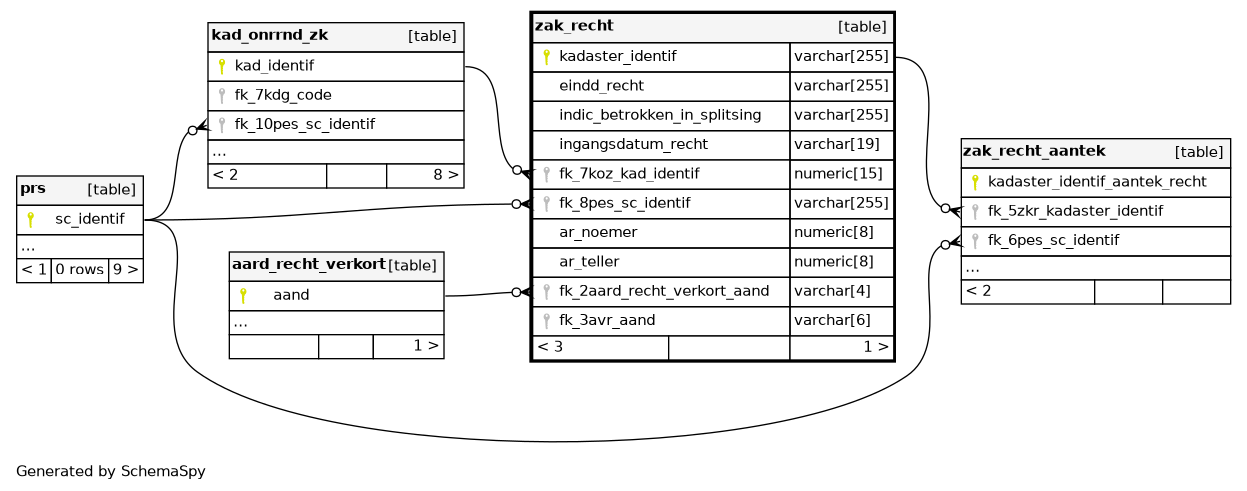 kad_onrrnd_zk [table]
kad_identif
fk_7kdg_code
fk_10pes_sc_identif
...
< 2 8 >
prs [table]
sc_identif
...
< 1 0 rows 9 >
aard_recht_verkort [table]
aand
...
1 >
zak_recht [table]
kadaster_identif varchar[255]
eindd_recht varchar[255]
indic_betrokken_in_splitsing varchar[255]
ingangsdatum_recht varchar[19]
fk_7koz_kad_identif numeric[15]
fk_8pes_sc_identif varchar[255]
ar_noemer numeric[8]
ar_teller numeric[8]
fk_2aard_recht_verkort_aand varchar[4]
fk_3avr_aand varchar[6]
< 3 1 >
zak_recht_aantek [table]
kadaster_identif_aantek_recht
fk_5zkr_kadaster_identif
fk_6pes_sc_identif
...
< 2
Generated by SchemaSpy